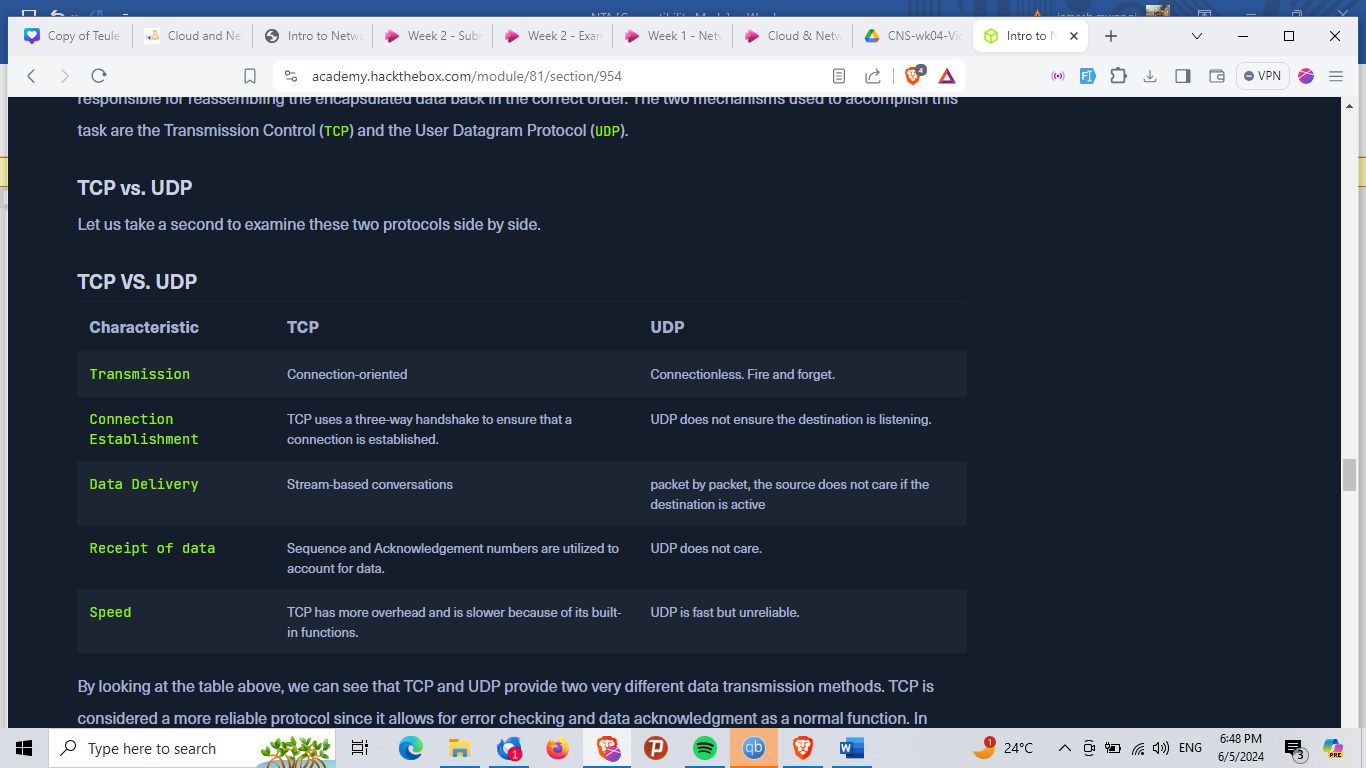 Copy of Teule
Cloud and Ne
Intro to Netwo
Week 2 - Sub
Week 2 - Exam
Week 1 - Netw
Cloud & Netw
CNS-wk04-Vid
Intro to N
academy.hackthebox.com/module/81/section/954
4
VPN
responsible for reassembling the encapsulated data back in the correct order. The two mechanisms used to accomplish this
task are the Transmission Control (TCP) and the User Datagram Protocol (UDP).
TCP vs. UDP
Let us take a second to examine these two protocols side by side.
TCP VS. UDP
Characteristic TCP UDP
Transmission Connection-oriented Connectionless. Fire and forget.
Connection TCP uses a three-way handshake to ensure that a UDP does not ensure the destination is listening.
Establishment connection is established.
Data Delivery Stream-based conversations packet by packet, the source does not care if the
destination is active
Receipt of data Sequence and Acknowledgement numbers are utilized to UDP does not care.
account for data.
Speed TCP has more overhead and is slower because of its built- UDP is fast but unreliable.
in functions.
By looking at the table above, we can see that TCP and UDP provide two very different data transmission methods. TCP is
considered a more reliable protocol since it allows for error checking and data acknowledgment as a normal function. In
Type here to search
1
qb
1
24°C
ENG
6:48 PM
6/5/2024
3
PRE